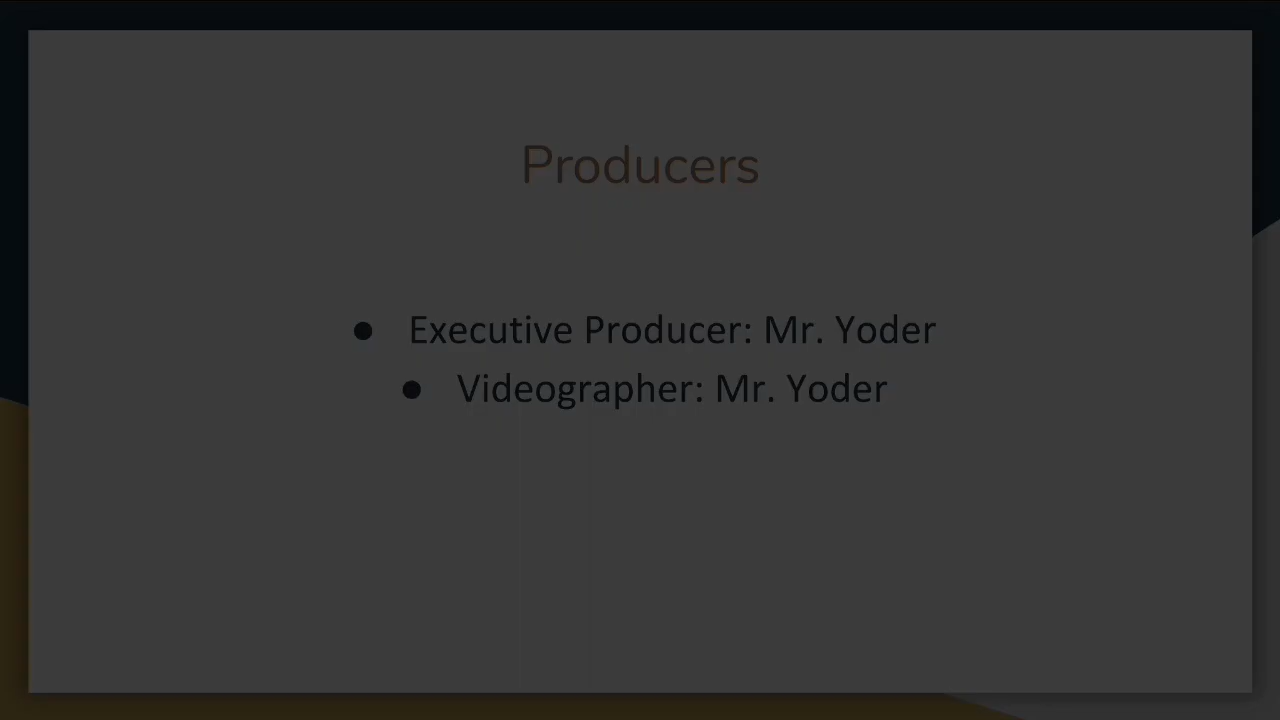 Producers
● Executive Producer: Mr. Yoder
● Videographer: Mr. Yoder